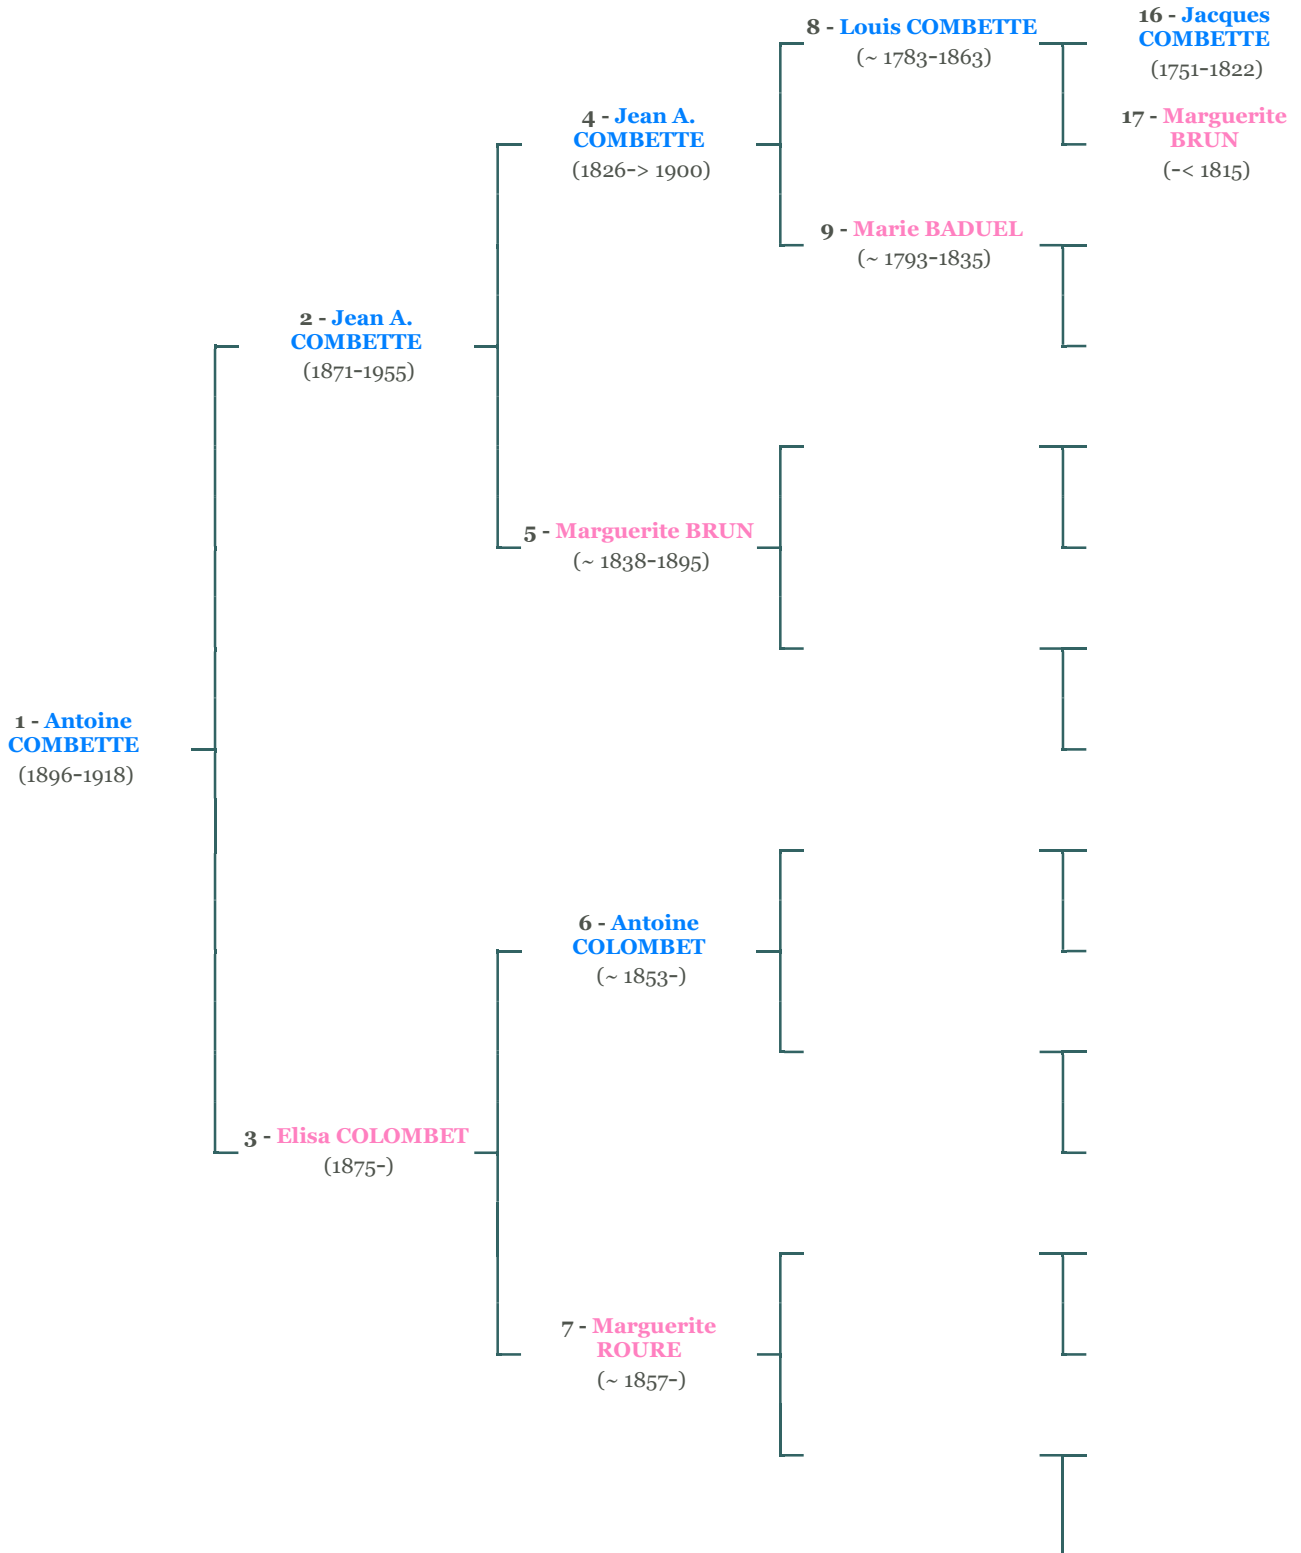 8 - Louis COMBETTE
(~ 1783-1863)
16 - Jacques
COMBETTE
(1751-1822)
4 - Jean A.
COMBETTE
(1826-> 1900)
17 - Marguerite
BRUN
(-< 1815)
9 - Marie BADUEL
(~ 1793-1835)
2 - Jean A.
COMBETTE
(1871-1955)
5 - Marguerite BRUN
(~ 1838-1895)
1 - Antoine
COMBETTE
(1896-1918)
6 - Antoine
COLOMBET
(~ 1853-)
3 - Elisa COLOMBET
(1875-)
7 - Marguerite
ROURE
(~ 1857-)